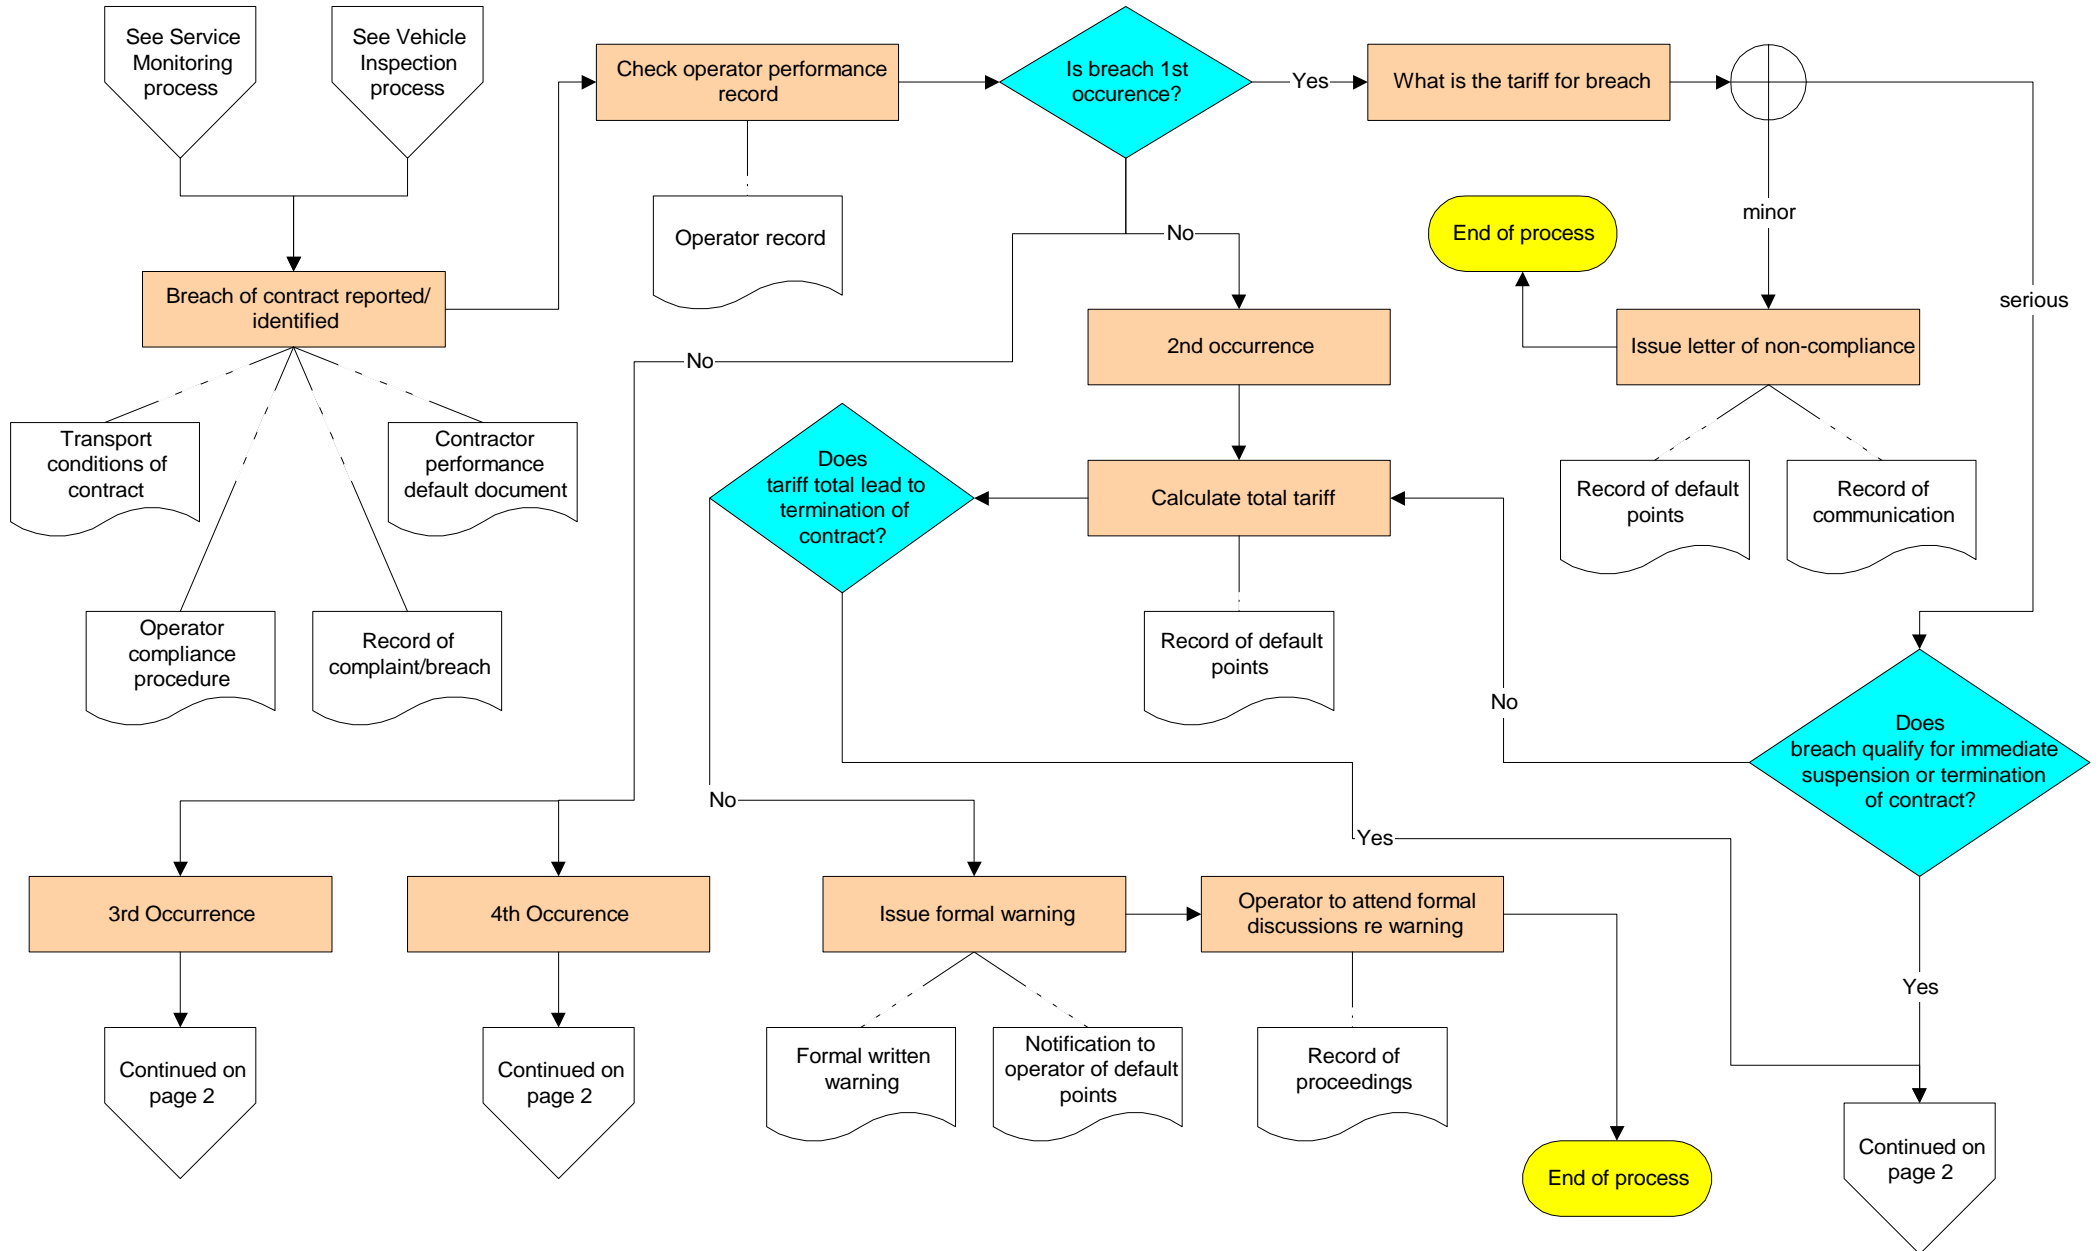 See Service
Monitoring
process
See Vehicle
Inspection
process
Check operator performance
record
Is breach 1st
occurence?
Yes
What is the tariff for breach
Operator record
No
minor
End of process
serious
Breach of contract reported/
identified
2nd occurrence
Issue letter of non-compliance
No
Transport
conditions of
contract
Contractor
performance
default document
Does
tariff total lead to
termination of
contract?
Calculate total tariff
Record of default
points
Record of
communication
Operator
compliance
procedure
Record of
complaint/breach
Record of default
points
No
Does
breach qualify for immediate
suspension or termination
of contract?
No
Yes
3rd Occurrence
4th Occurence
Issue formal warning
Operator to attend formal
discussions re warning
Yes
Continued on
page 2
Continued on
page 2
Formal written
warning
Notification to
operator of default
points
Record of
proceedings
End of process
Continued on
page 2